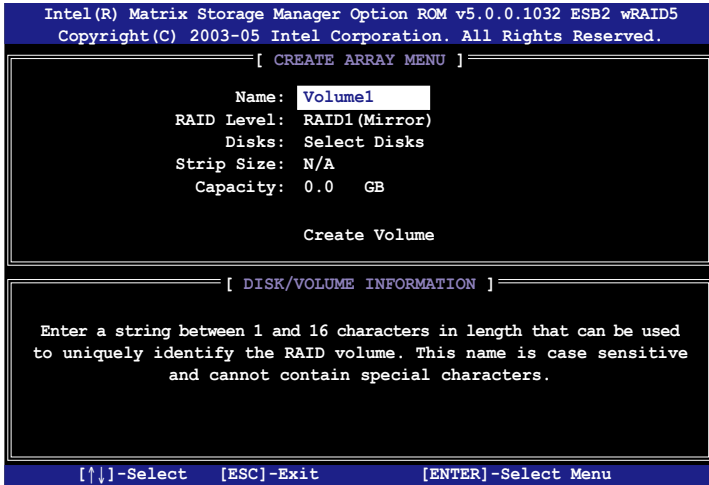 Intel(R) Matrix Storage Manager Option ROM v5.0.0.1032 ESB2 wRAID5
Copyright(C) 2003-05 Intel Corporation. All Rights Reserved.
[ CREATE ARRAY MENU ]
Name: Volume1
RAID Level: RAID1(Mirror)
Disks: Select Disks
Strip Size: N/A
Capacity: 0.0 GB
Create Volume
[ DISK/VOLUME INFORMATION ]
Enter a string between 1 and 16 characters in length that can be used
to uniquely identify the RAID volume. This name is case sensitive
and cannot contain special characters.
[↑↓]-Select [ESC]-Exit [ENTER]-Select Menu